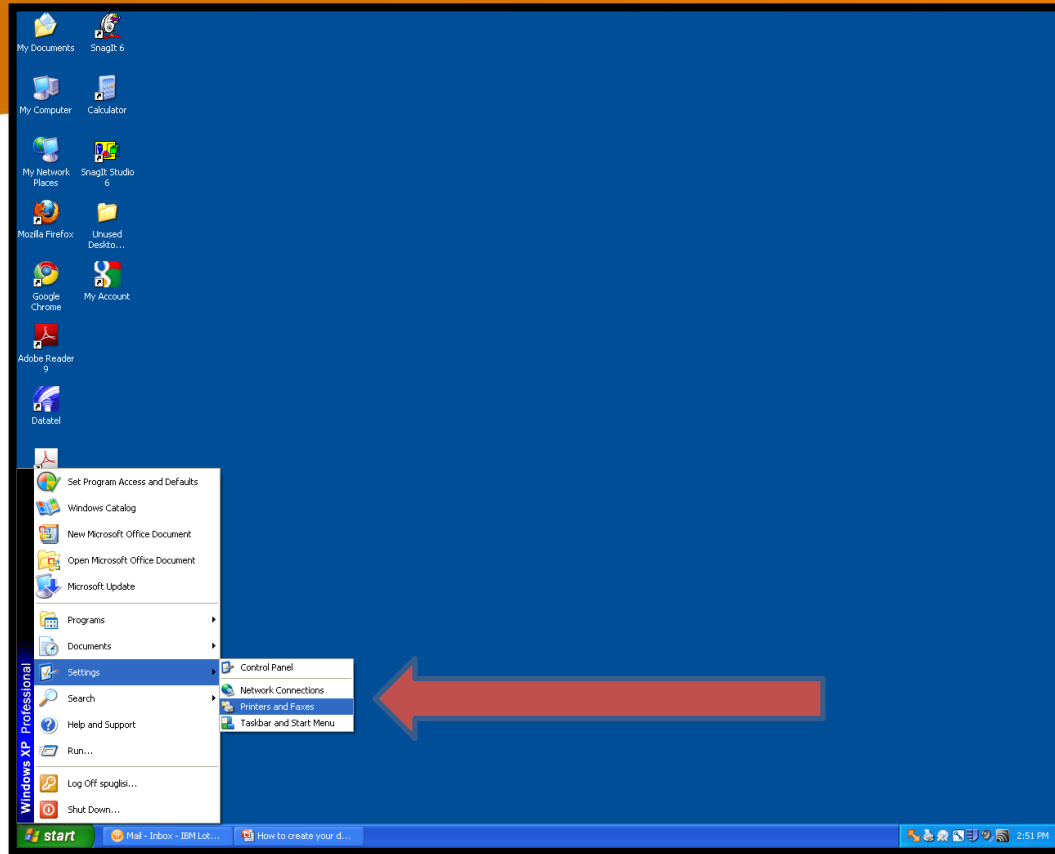 My Documents
SnagIt 6
My Computer
Calculator
My Network
Places
SnagIt Studio
6
Mozilla Firefox
Unused
Deskto...
Google
Chrome
My Account
Adobe Reader
9
Datatel
Set Program Access and Defaults
Windows Catalog
New Microsoft Office Document
Open Microsoft Office Document
Microsoft Update
Programs
Documents
Settings
Search
Help and Support
Run...
Log Off spuglisi...
Shut Down...
Windows XP Professional
Control Panel
Network Connections
Printers and Faxes
Taskbar and Start Menu
start
Mail - Inbox - IBM Lot...
How to create your d...
2:51 PM